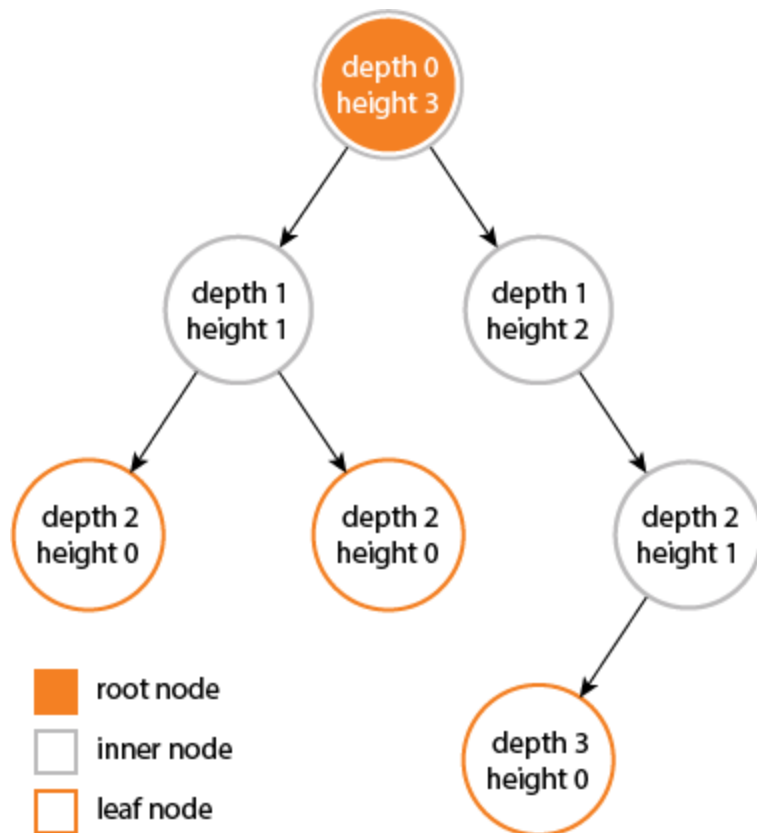 depth 0
height 3
depth 1
height 1
depth 1
height 2
depth 2
height 0
depth 2
height 0
depth 2
height 1
depth 3
height 0
root node
inner node
leaf node